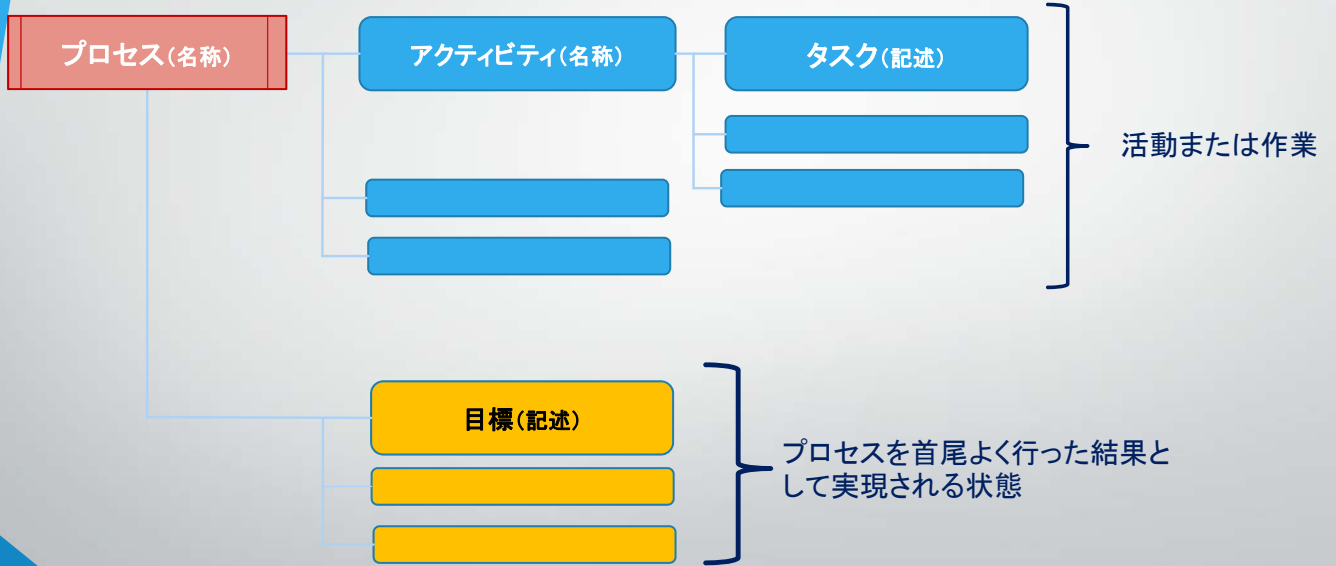 プロセス(名称)
アクティビティ(名称)
タスク(記述)
活動または作業
目標(記述)
プロセスを首尾よく行った結果と
して実現される状態